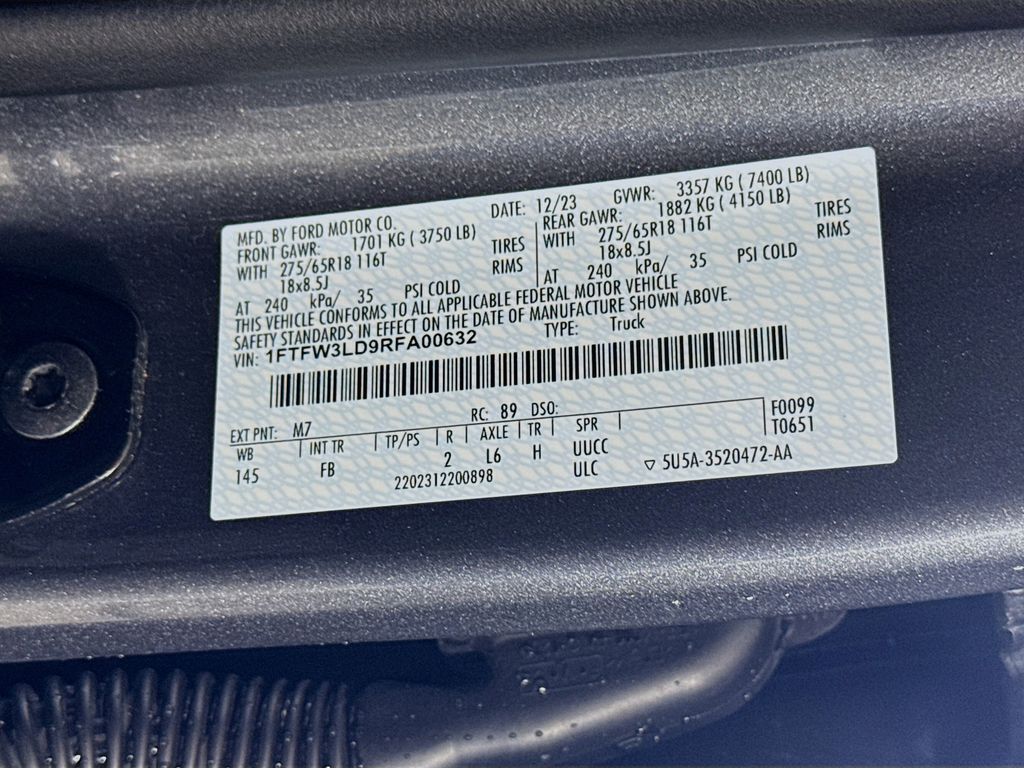 MFD. BY FORD MOTOR CO. DATE: 12/23 GVWR: 3357 KG ( 7400 LB)
FRONT GAWR: 1701 KG ( 3750 LB) REAR GAWR: 1882 KG ( 4150 LB)
WITH 275/65R18 116T TIRES WITH 275/65R18 116T TIRES
18x8.5J RIMS 18x8.5J RIMS
AT 240 kPa/ 35 PSI COLD AT 240 kPa/ 35 PSI COLD
THIS VEHICLE CONFORMS TO ALL APPLICABLE FEDERAL MOTOR VEHICLE
SAFETY STANDARDS IN EFFECT ON THE DATE OF MANUFACTURE SHOWN ABOVE.
VIN: 1FTFW3LD9RFA00632 TYPE: Truck
EXT PNT: M7 RC: 89 DSO: F0099
WB INT TR TP/PS R AXLE TR SPR T0651
145 FB 2 L6 H UUCC
2202312200898 ULC ▽ 5U5A-3520472-AA